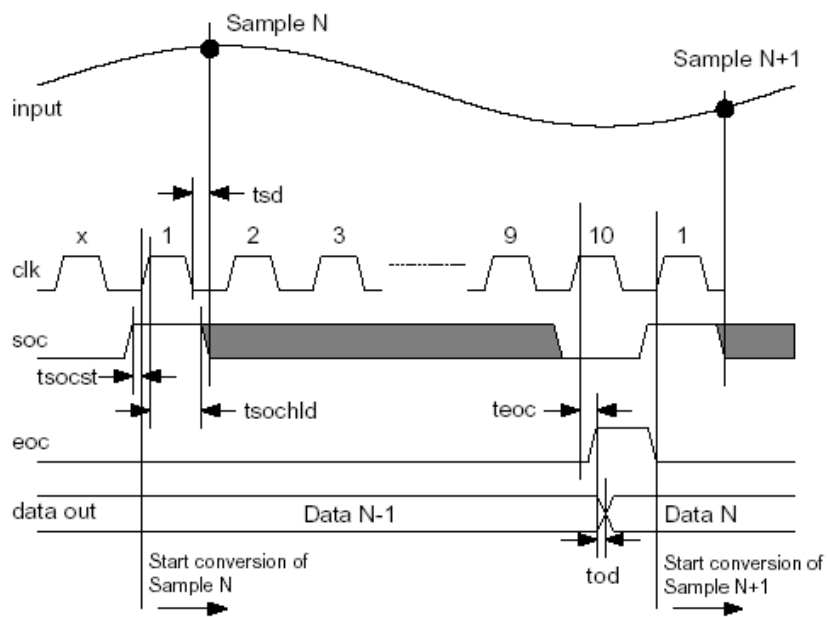 Sample N
Sample N+1
input
tsd
x 1 2 3 9 10 1
clk
soc
tsocst
tsochld
teoc
eoc
data out
Data N-1
Data N
tod
Start conversion of
Sample N
Start conversion of
Sample N+1